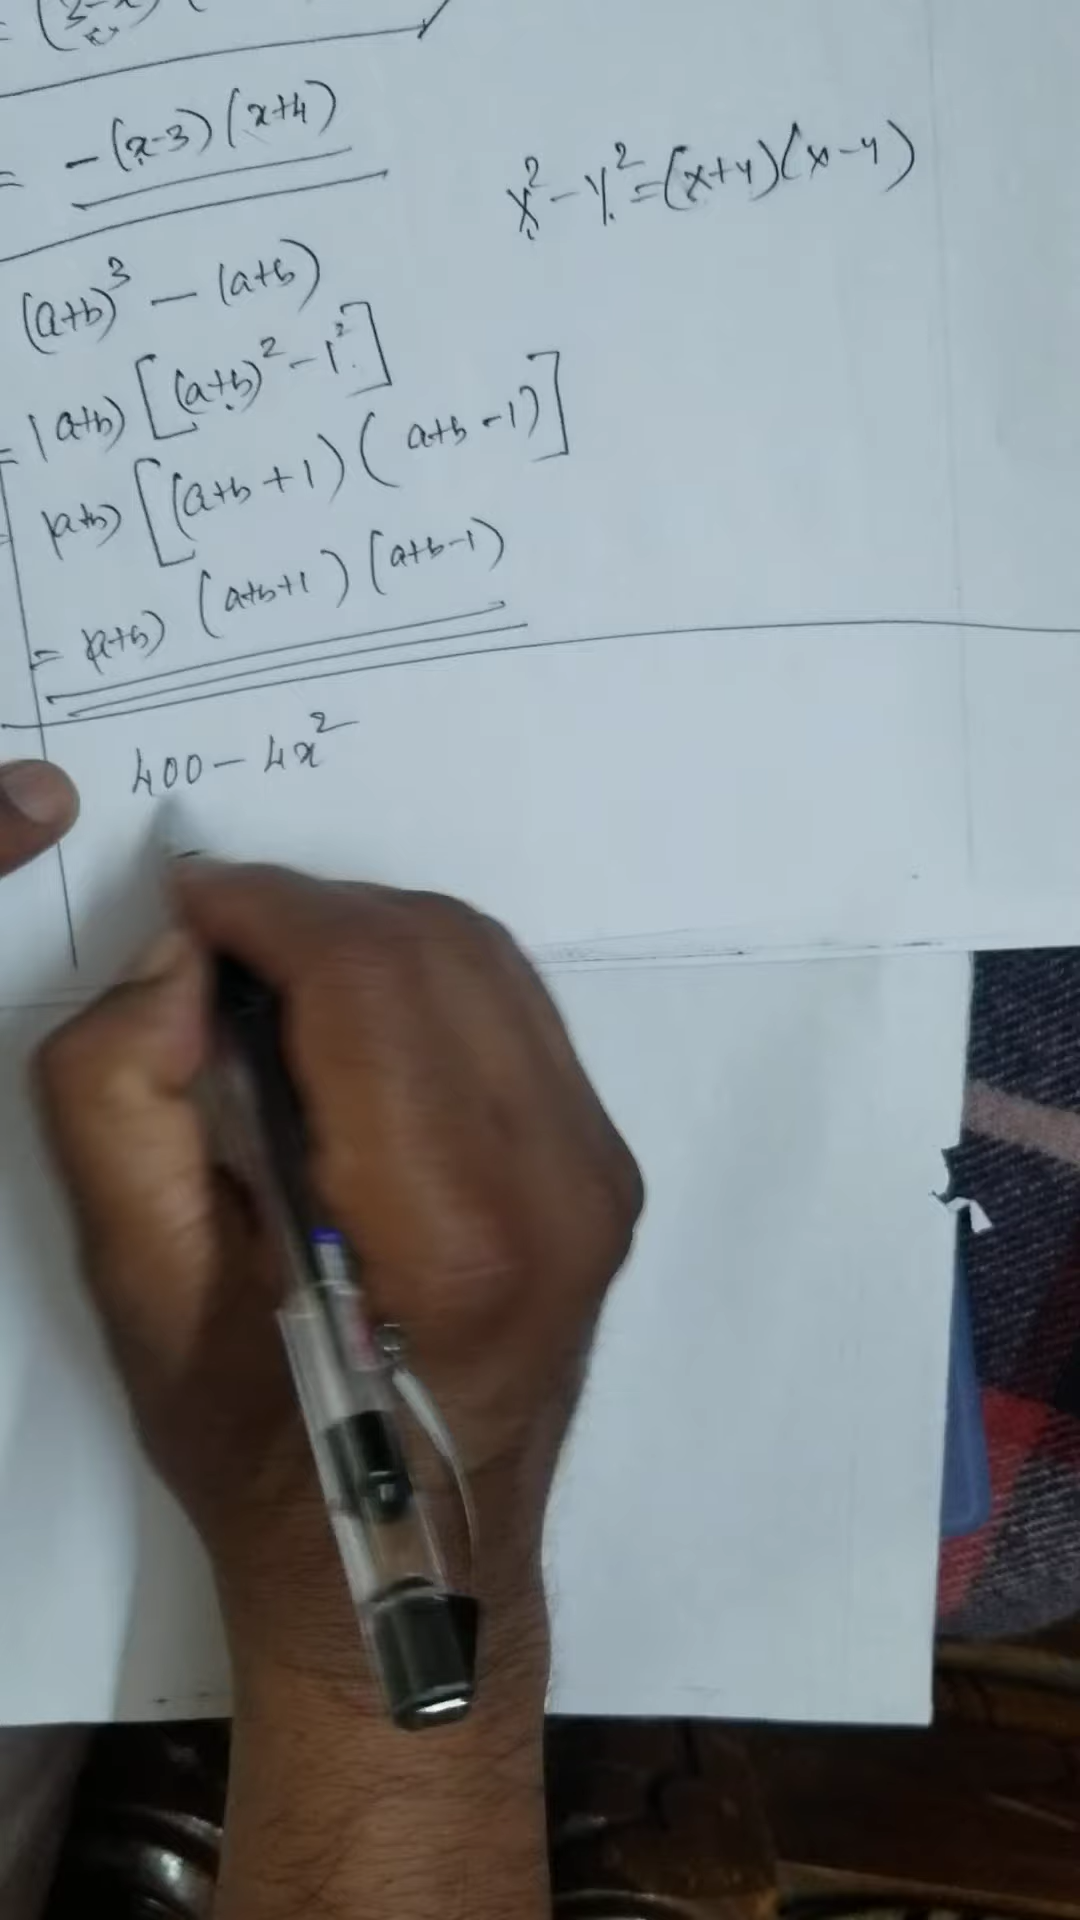 = -(x-3)(x+4)
x² - y² = (x+y)(x-y)
(a+b)³ - (a+b)
= (a+b) [(a+b)² - 1²]
= (a+b) [(a+b+1)(a+b-1)]
= (a+b) (a+b+1) (a+b-1)
400 - 4x²